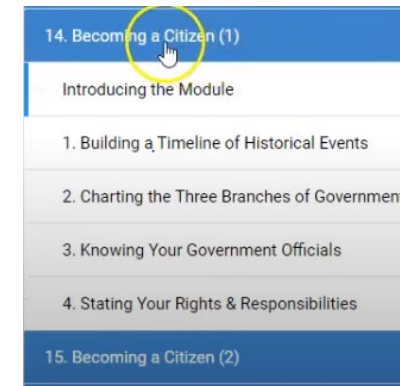 14. Becoming a Citizen (1)
Introducing the Module
1. Building a Timeline of Historical Events
2. Charting the Three Branches of Government
3. Knowing Your Government Officials
4. Stating Your Rights & Responsibilities
15. Becoming a Citizen (2)